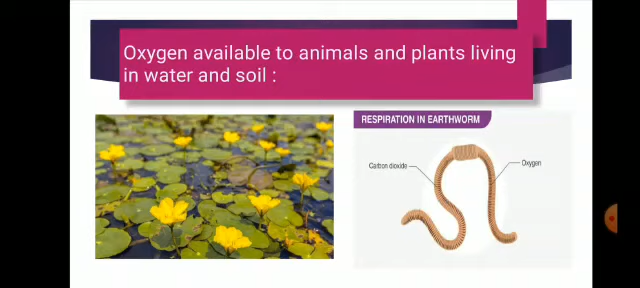 Oxygen available to animals and plants living
in water and soil :
RESPIRATION IN EARTHWORM
Carbon dioxide
Oxygen